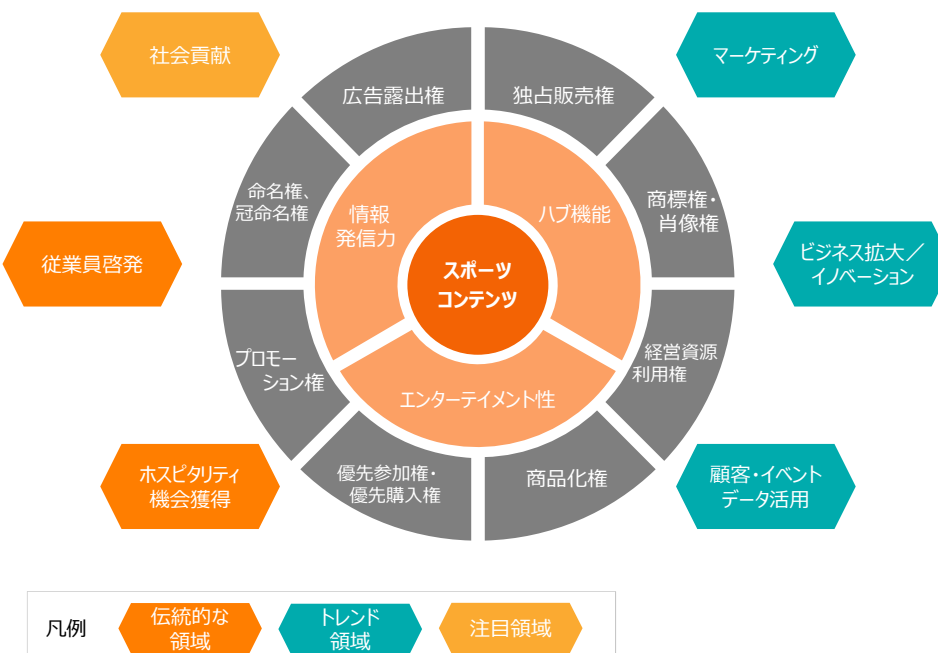 社会貢献
マーケティング
広告露出権
独占販売権
命名権、
冠命名権
商標権・
肖像権
情報
発信力
ハブ機能
従業員啓発
スポーツ
コンテンツ
ビジネス拡大／
イノベーション
プロモー
ション権
経営資源
利用権
エンターテイメント性
ホスピタリティ
機会獲得
優先参加権・
優先購入権
商品化権
顧客・イベント
データ活用
凡例
伝統的な
領域
トレンド
領域
注目領域